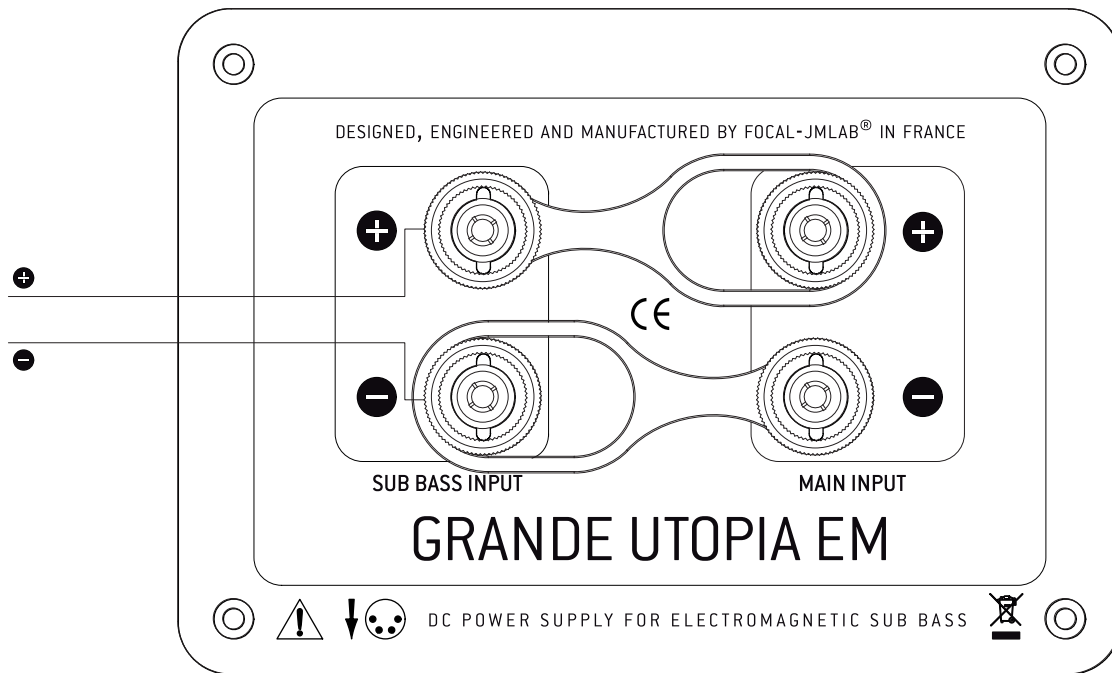 DESIGNED, ENGINEERED AND MANUFACTURED BY FOCAL-JMLAB® IN FRANCE
+ +
+
CE
−
− −
SUB BASS INPUT MAIN INPUT
GRANDE UTOPIA EM
DC POWER SUPPLY FOR ELECTROMAGNETIC SUB BASS